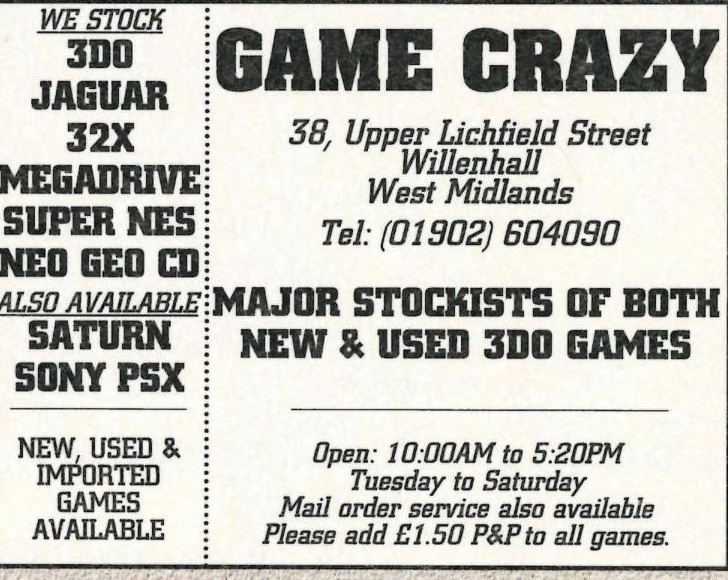 WE STOCK
3DO
JAGUAR
32X
MEGADRIVE
SUPER NES
NEO GEO CD
ALSO AVAILABLE
SATURN
SONY PSX
NEW, USED &
IMPORTED
GAMES
AVAILABLE
GAME CRAZY
38, Upper Lichfield Street
Willenhall
West Midlands
Tel: (01902) 604090
MAJOR STOCKISTS OF BOTH
NEW & USED 3DO GAMES
Open: 10:00AM to 5:20PM
Tuesday to Saturday
Mail order service also available
Please add £1.50 P&P to all games.